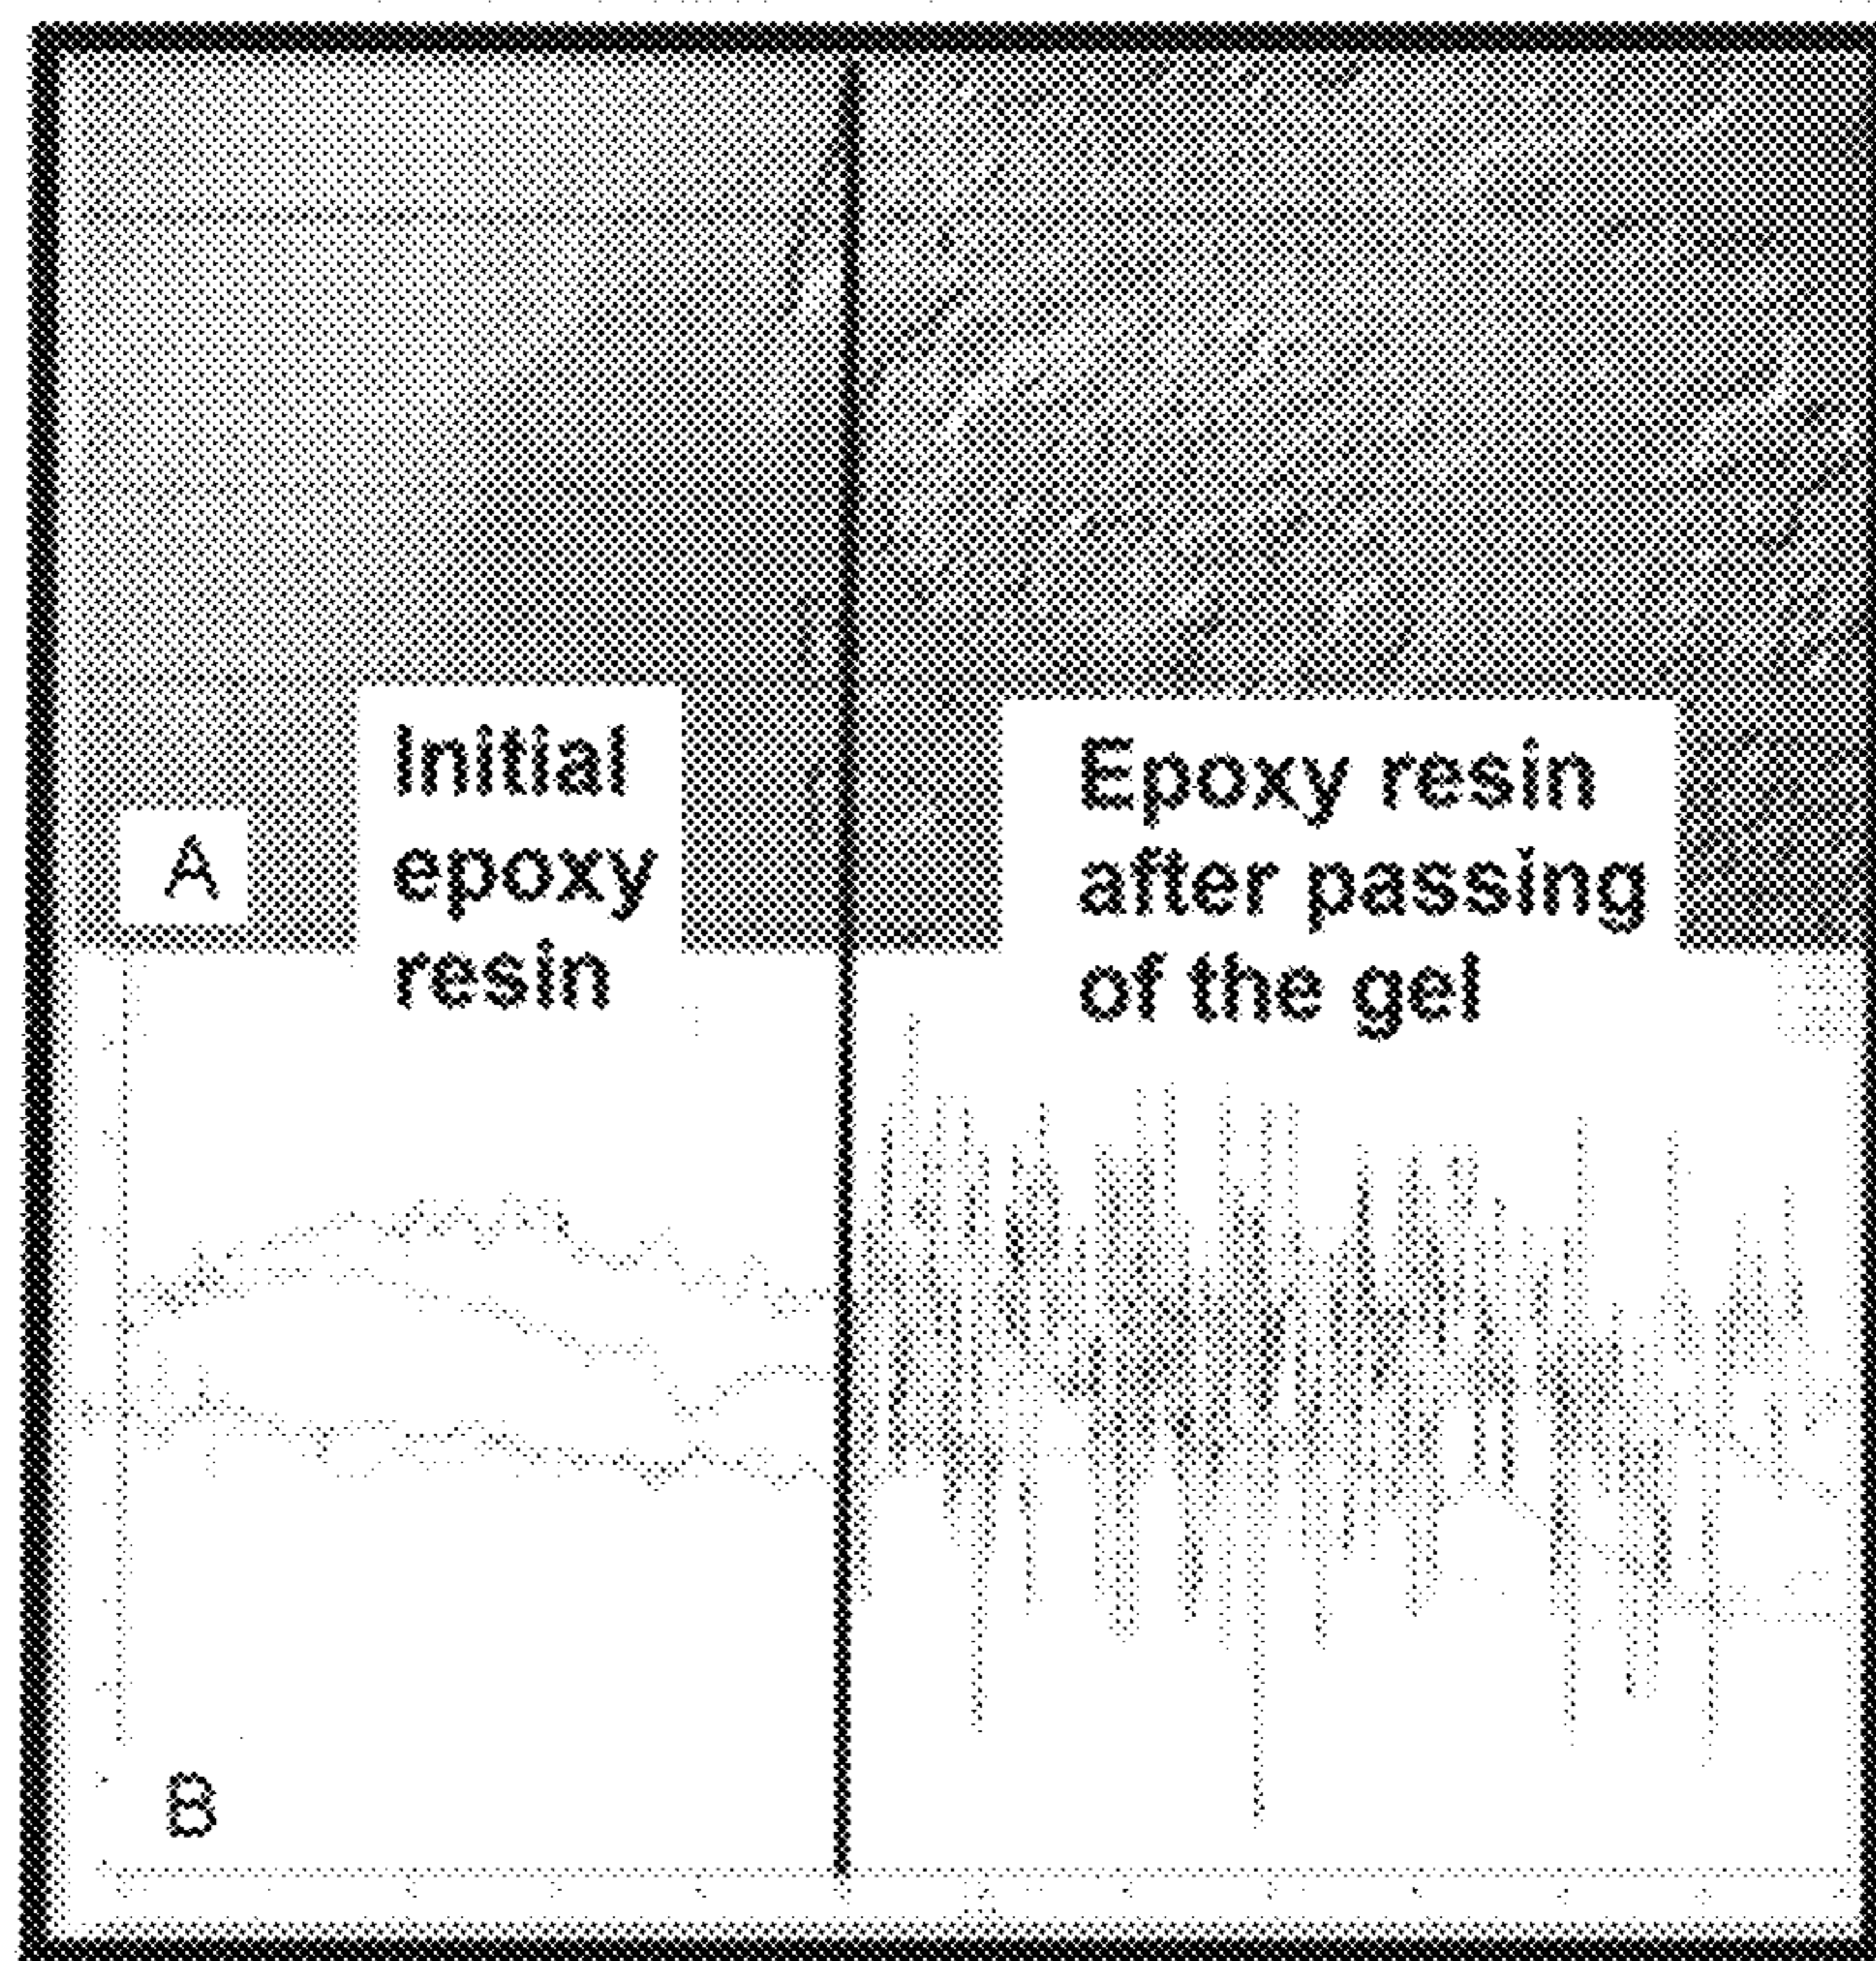 Initial
epoxy
resin
Epoxy resin
after passing
of the gel
A
B